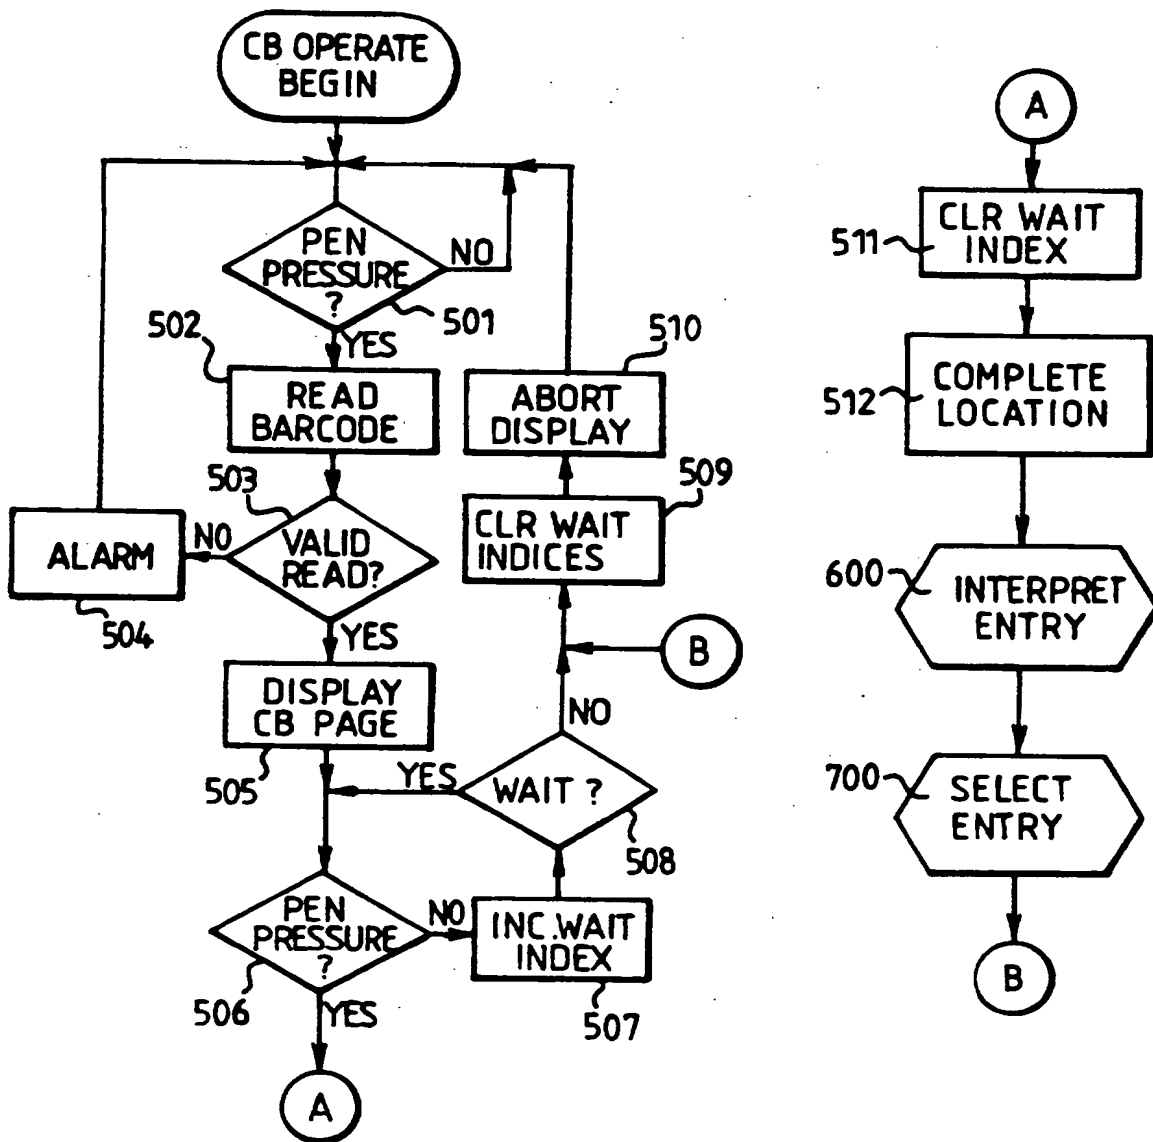 CB OPERATE
BEGIN
PEN
PRESSURE
?
NO
501
YES
502
READ
BARCODE
503
VALID
READ?
NO
ALARM
504
YES
DISPLAY
CB PAGE
505
PEN
PRESSURE
?
506
NO
YES
A
INC.WAIT
INDEX
507
WAIT ?
508
YES
NO
B
CLR WAIT
INDICES
509
ABORT
DISPLAY
510
A
CLR WAIT
INDEX
511
COMPLETE
LOCATION
512
INTERPRET
ENTRY
600
SELECT
ENTRY
700
B